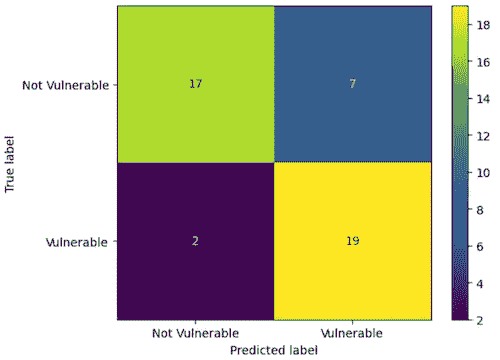 18
16
Not Vulnerable 17 7
14
12
True label
10
8
Vulnerable 2 19
6
4
2
Not Vulnerable Vulnerable
Predicted label